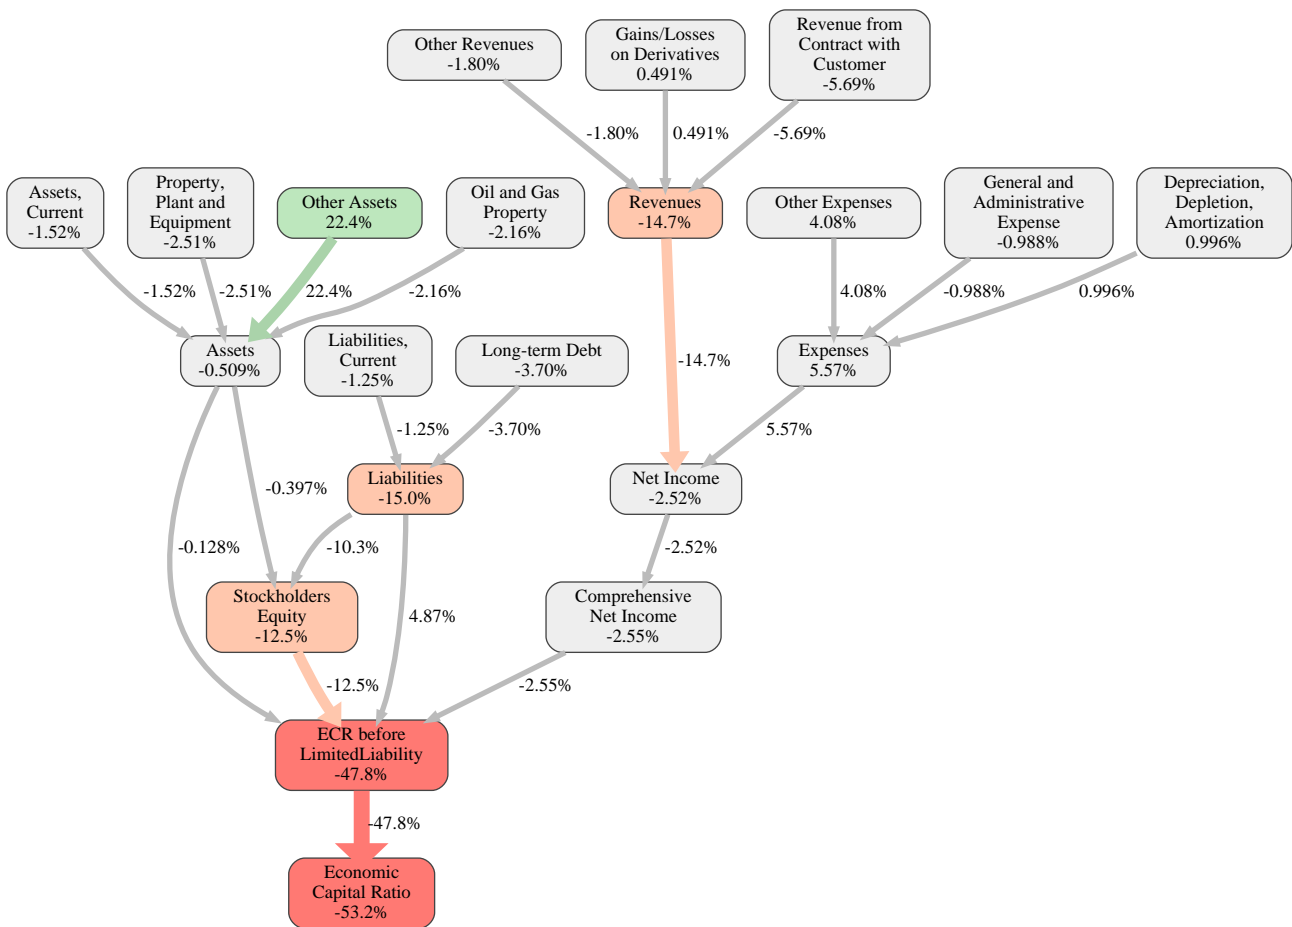 Other Revenues
-1.80%
Gains/Losses
on Derivatives
0.491%
Revenue from
Contract with
Customer
-5.69%
-1.80%
0.491%
-5.69%
Assets,
Current
-1.52%
Property,
Plant and
Equipment
-2.51%
Other Assets
22.4%
Oil and Gas
Property
-2.16%
Revenues
-14.7%
Other Expenses
4.08%
General and
Administrative
Expense
-0.988%
Depreciation,
Depletion,
Amortization
0.996%
-1.52%
-2.51%
22.4%
-2.16%
4.08%
-0.988%
0.996%
Assets
-0.509%
Liabilities,
Current
-1.25%
Long-term Debt
-3.70%
-14.7%
Expenses
5.57%
-1.25%
-3.70%
5.57%
-0.397%
Liabilities
-15.0%
Net Income
-2.52%
-0.128%
-10.3%
-2.52%
Stockholders
Equity
-12.5%
4.87%
Comprehensive
Net Income
-2.55%
-12.5%
-2.55%
ECR before
LimitedLiability
-47.8%
-47.8%
Economic
Capital Ratio
-53.2%